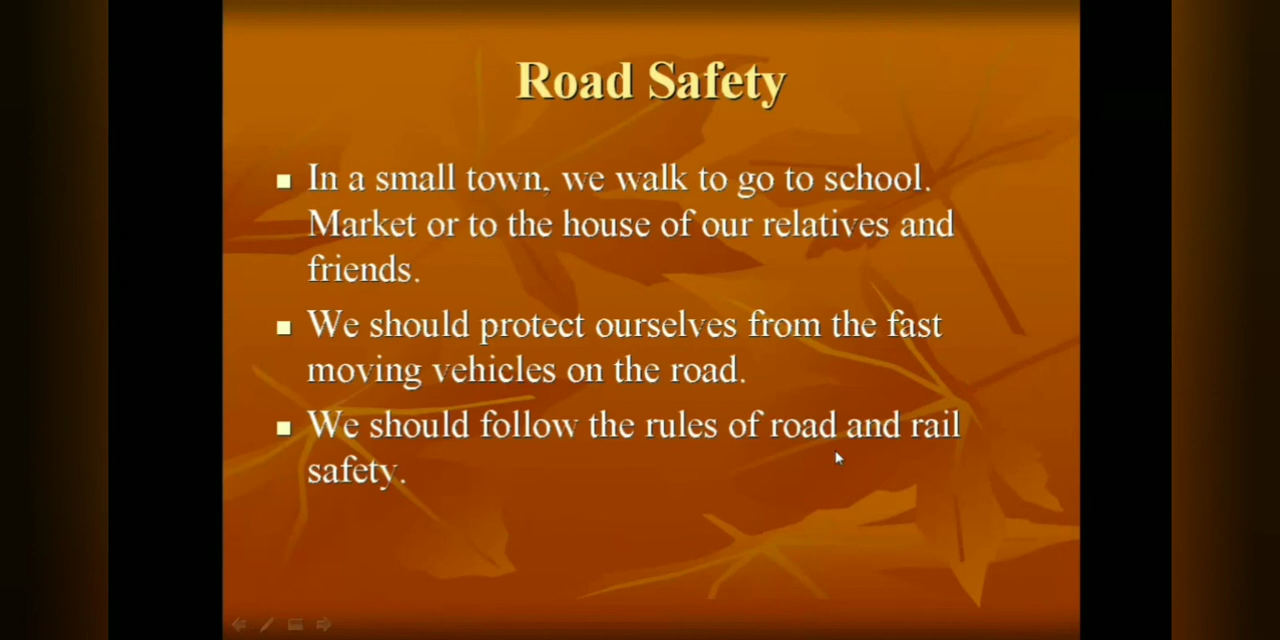 Road Safety
In a small town, we walk to go to school.
Market or to the house of our relatives and
friends.
We should protect ourselves from the fast
moving vehicles on the road.
We should follow the rules of road and rail
safety.